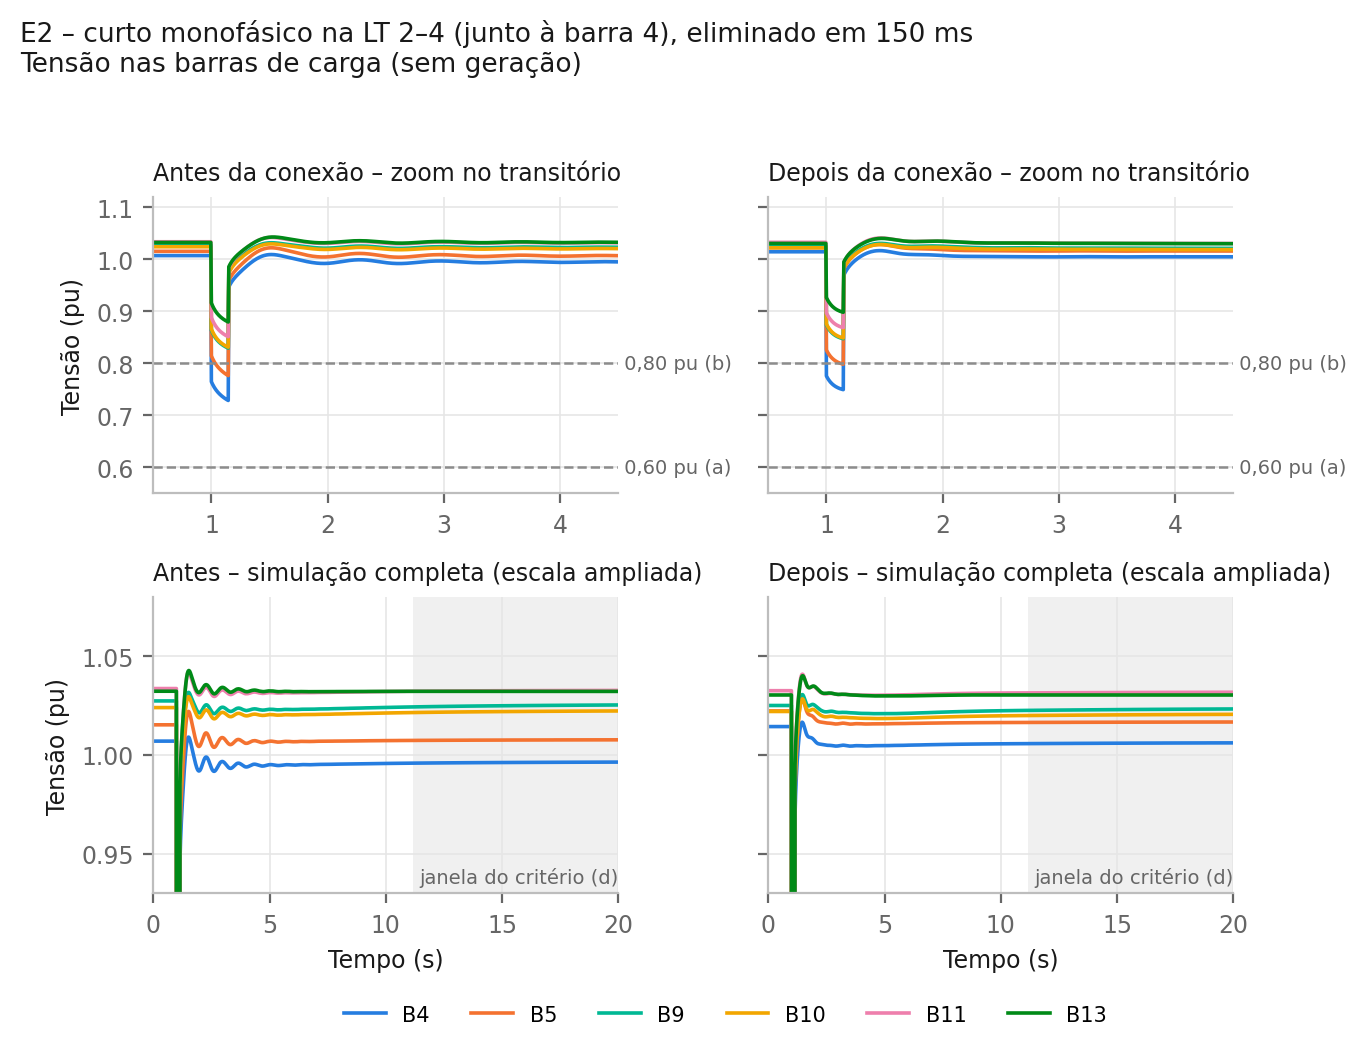 E2 – curto monofásico na LT 2–4 (junto à barra 4), eliminado em 150 ms
Tensão nas barras de carga (sem geração)
Antes da conexão – zoom no transitório
Depois da conexão – zoom no transitório
Tensão (pu)
1.1
1.0
0.9
0.8
0.7
0.6
0,80 pu (b)
0,60 pu (a)
0,80 pu (b)
0,60 pu (a)
1 2 3 4
1 2 3 4
Antes – simulação completa (escala ampliada)
Depois – simulação completa (escala ampliada)
Tensão (pu)
1.05
1.00
0.95
janela do critério (d)
janela do critério (d)
0 5 10 15 20
0 5 10 15 20
Tempo (s)
Tempo (s)
B4 B5 B9 B10 B11 B13